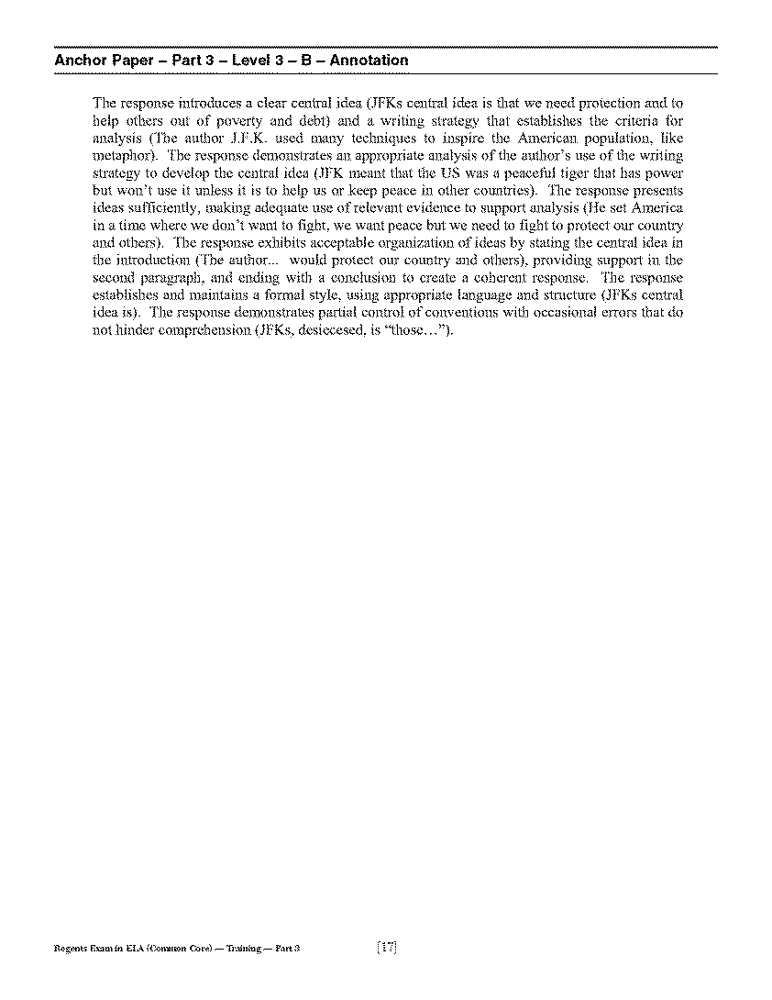 Anchor Paper – Part 3 – Level 3 – B – Annotation
The response introduces a clear central idea (JFKs central idea is that we need protection and to
help others out of poverty and debt) and a writing strategy that establishes the criteria for
analysis (The author J.F.K. used many techniques to inspire the American population, like
metaphor).  The response demonstrates an appropriate analysis of the author's use of the writing
strategy to develop the central idea (JFK meant that the US was a peaceful tiger that has power
but won't use it unless it is to help us or keep peace in other countries).  The response presents
ideas sufficiently, making adequate use of relevant evidence to support analysis (He set America
in a time where we don't want to fight, we want peace but we need to fight to protect our country
and others).  The response exhibits acceptable organization of ideas by stating the central idea in
the introduction (The author...  would protect our country and others), providing support in the
second paragraph, and ending with a conclusion to create a coherent response.  The response
establishes and maintains a formal style, using appropriate language and structure (JFKs central
idea is).  The response demonstrates partial control of conventions with occasional errors that do
not hinder comprehension (JFKs, desiecesed, is “those…”).
Regents Exam in ELA (Common Core) — Training — Part 3 [17]